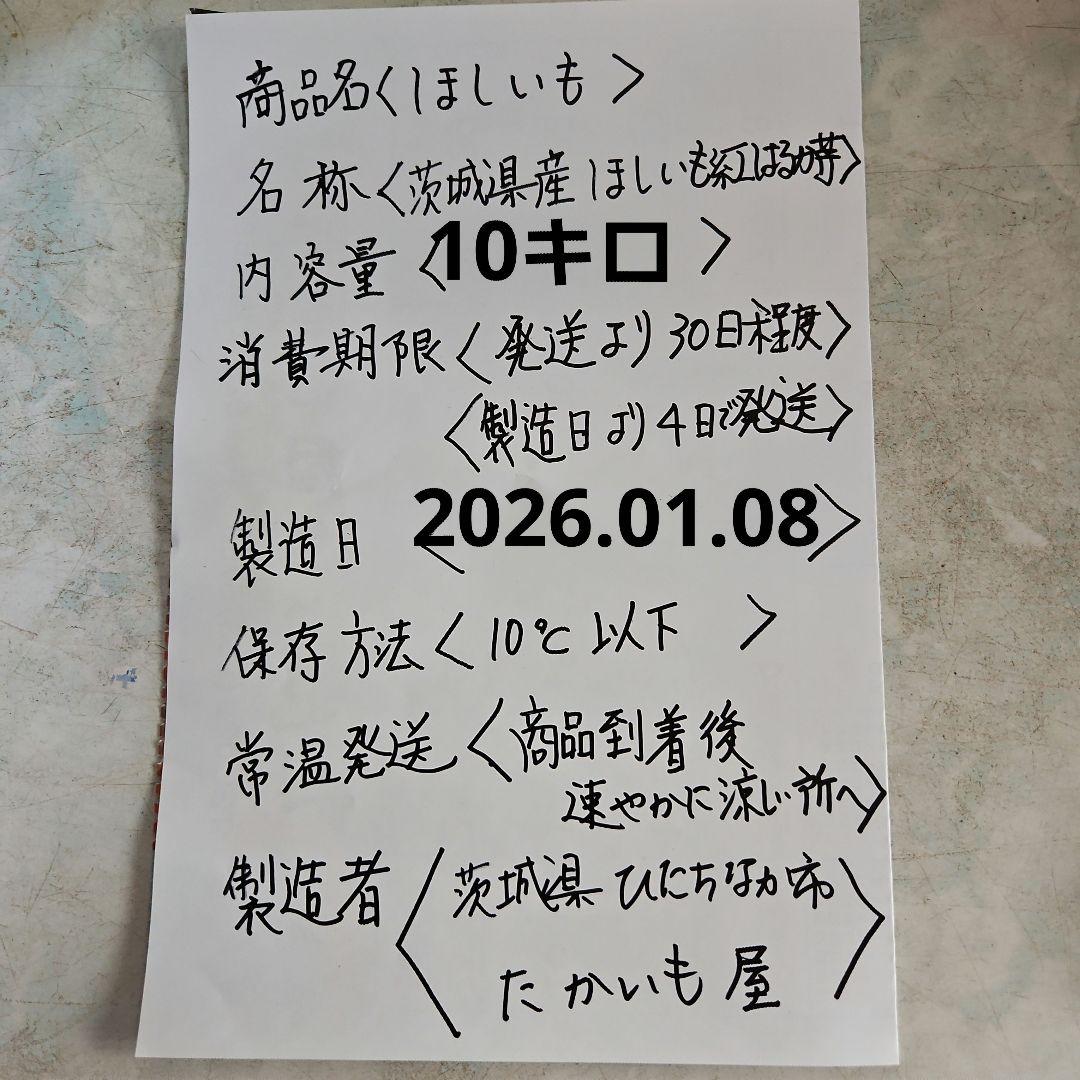 商品名〈ほしいも〉
名称〈茨城県産ほしいも紅はるか芋〉
内容量〈10キロ〉
消費期限〈発送より30日程度〉
〈製造日より4日で発送〉
製造日〈2026.01.08〉
保存方法〈10℃以下〉
常温発送〈商品到着後
速やかに涼しい所へ〉
製造者〈茨城県ひたちなか市
たかいも屋〉